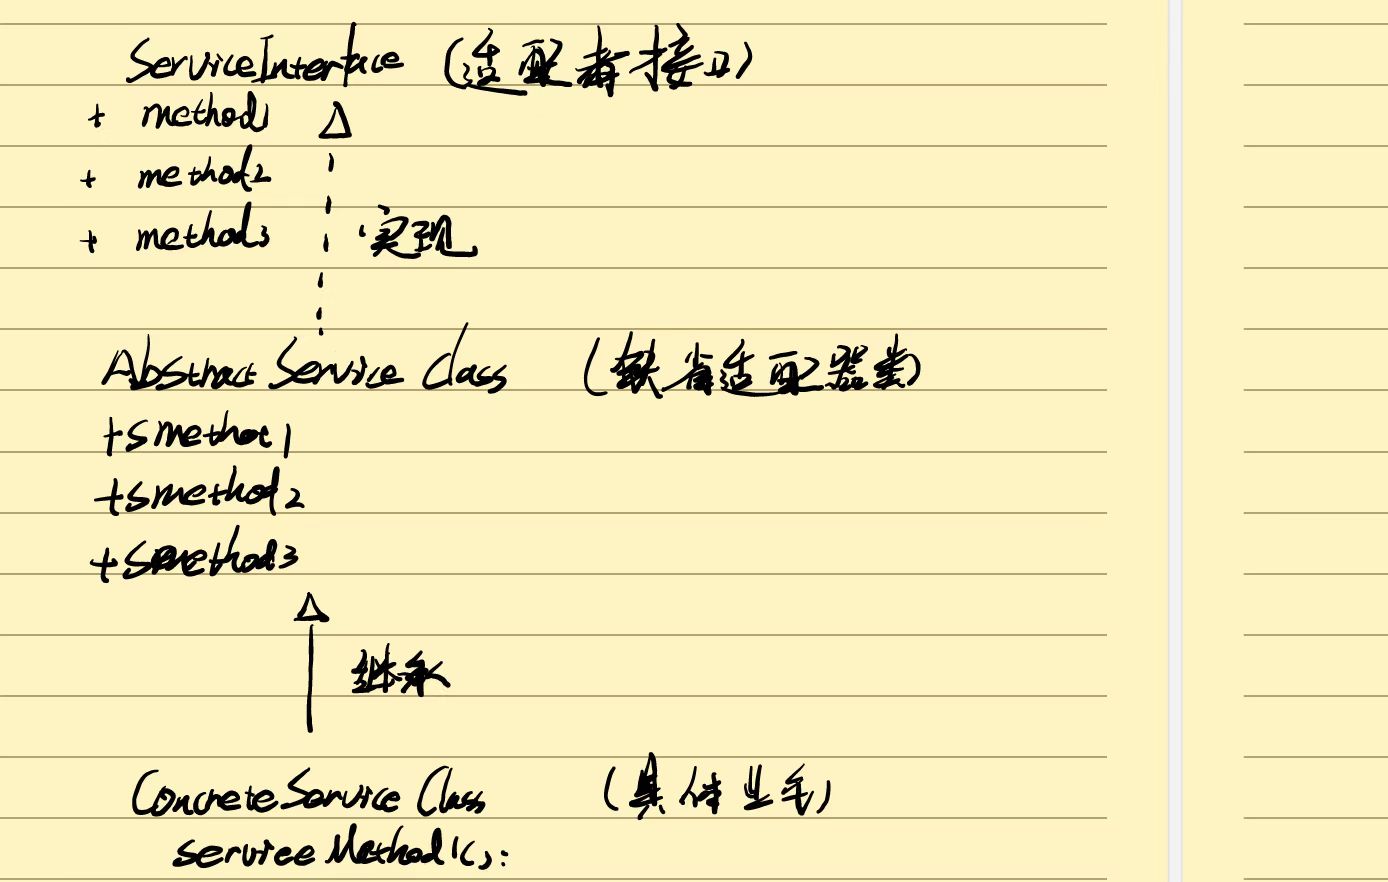 ServiceInterface (适配者接口)
+ method1
+ method2
+ method3 实现
AbstractServiceClass (缺省适配器类)
+smethod1
+smethod2
+smethod3
继承
ConcreteServiceClass (具体业务)
serviceMethod1():